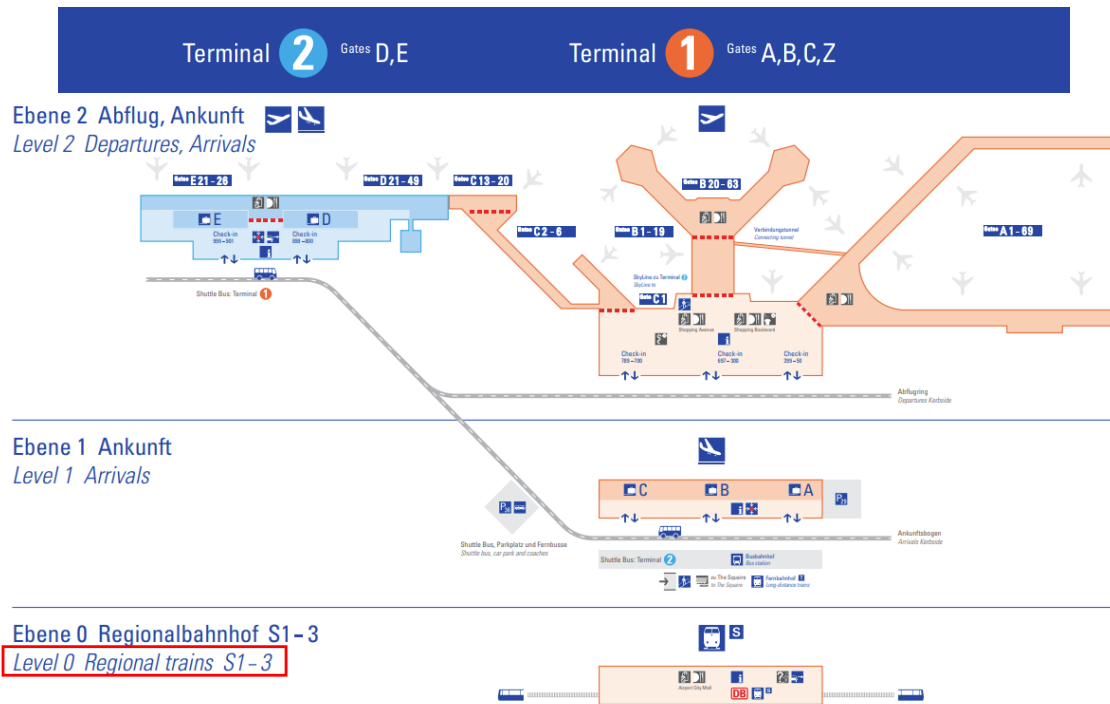 Terminal 2 Gates D,E
Terminal 1 Gates A,B,C,Z
Ebene 2 Abflug, Ankunft
Level 2 Departures, Arrivals
Gates E21-26
Gates D21-49
Gates C13-20
Gates B20-63
E
D
Gates C2-6
Gates B1-19
Verbindungstunnel
Connecting tunnel
Gates A1-69
Check-in
Check-in
SkyLine zu Terminal 2
SkyLine to
Shuttle Bus: Terminal 1
Gates C1
Shopping Avenue
Shopping Boulevard
Check-in
789-700
Check-in
Check-in
Abflugring
Departures Kerbside
Ebene 1 Ankunft
Level 1 Arrivals
C
B
A
P
P
Ankunftsbogen
Arrivals Kerbside
Shuttle Bus, Parkplatz und Fernbusse
Shuttle bus, car park and coaches
Shuttle Bus: Terminal 2
Busbahnhof
Bus station
zu The Squaire
to The Squaire
Fernbahnhof T
Long-distance trains
Ebene 0 Regionalbahnhof S1-3
Level 0 Regional trains S1-3
S
Airport City Mall
DB